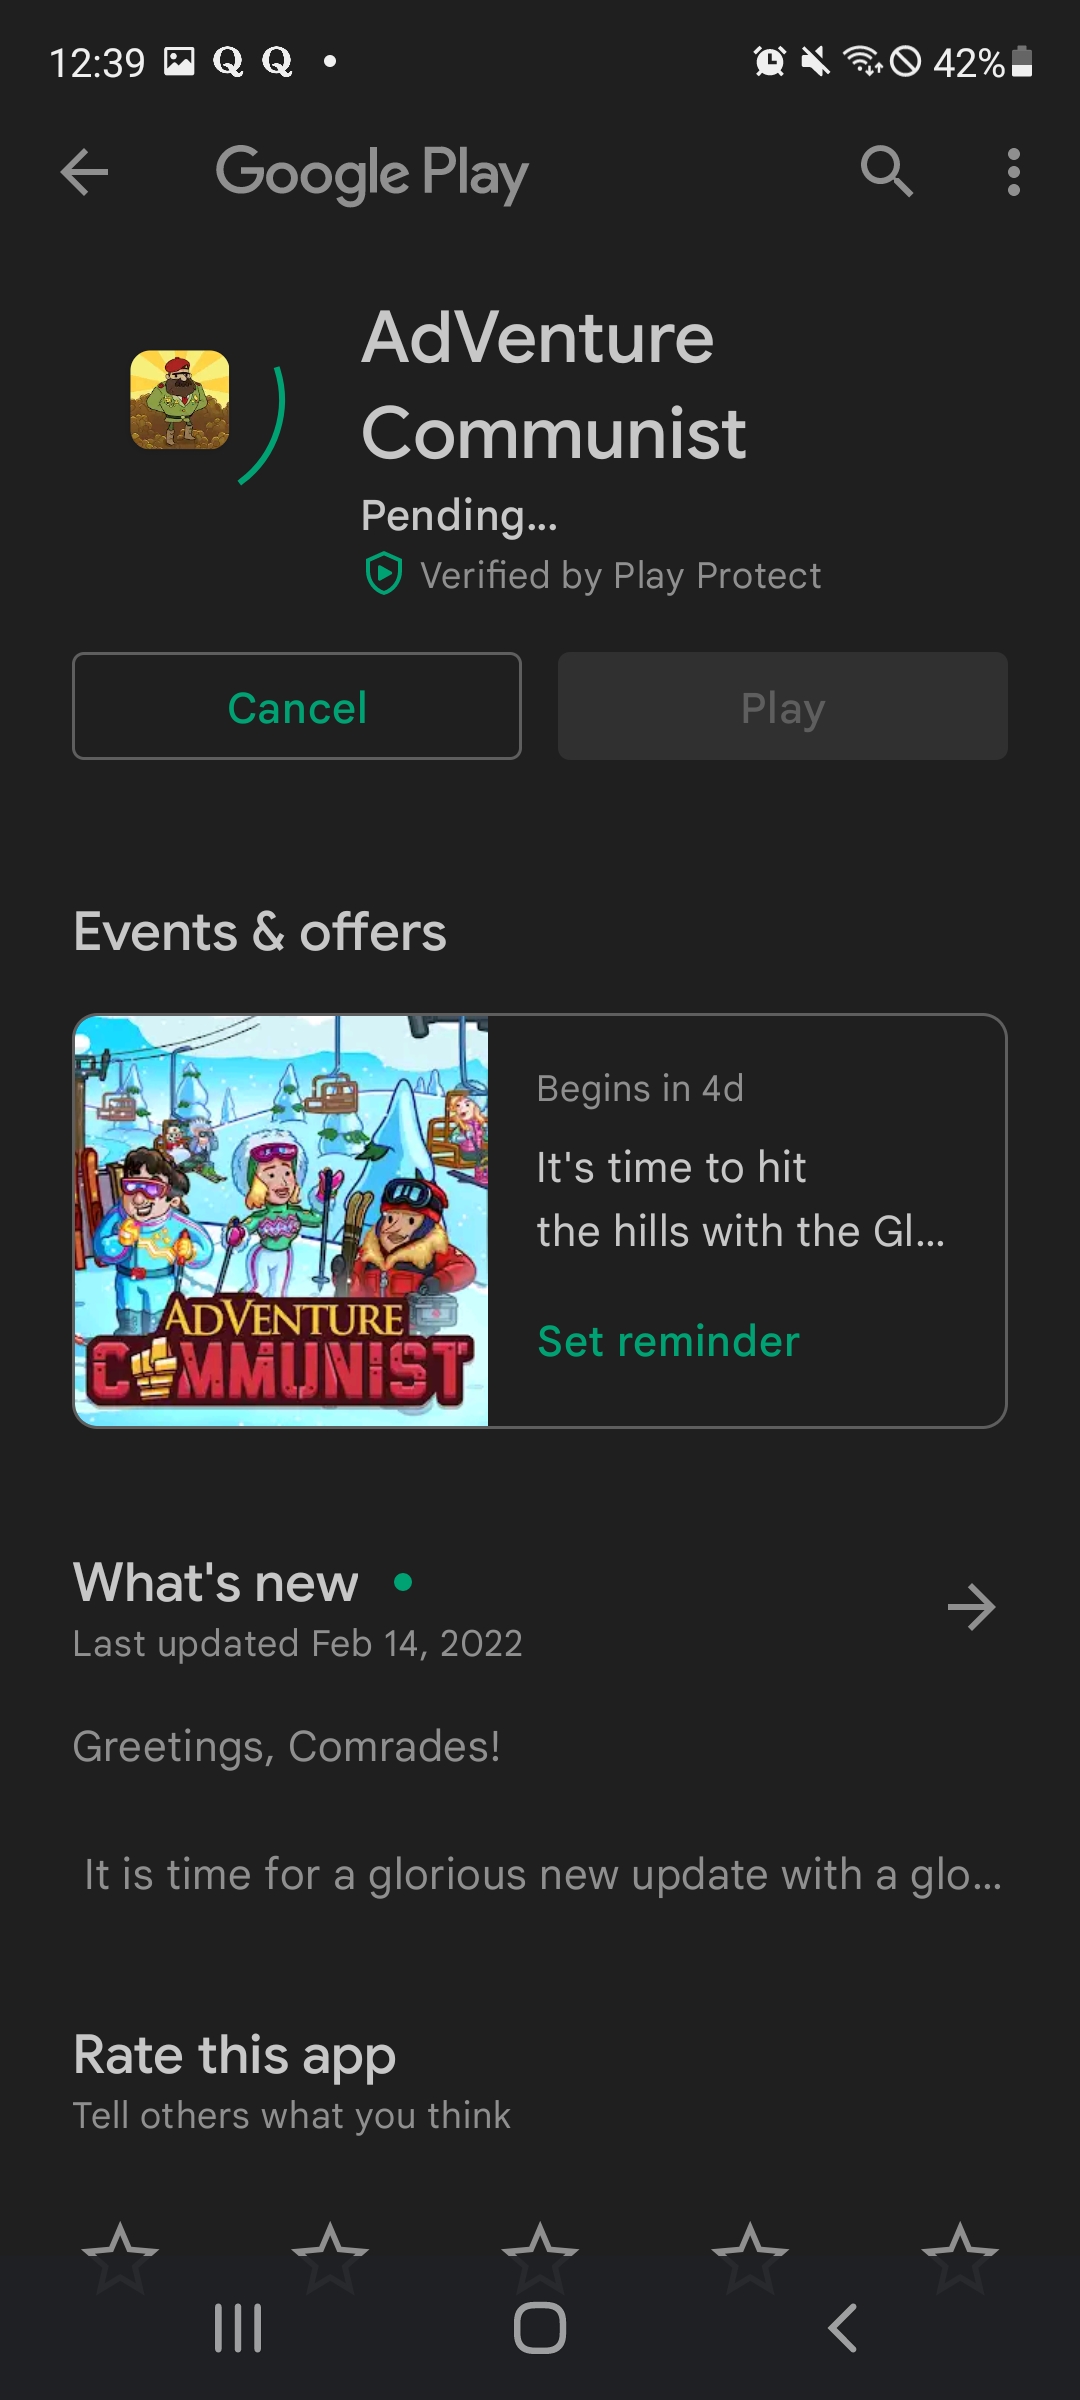 12:39 Q Q 42%
Google Play
AdVenture
Communist
Pending...
Verified by Play Protect
Cancel
Play
Events & offers
ADVENTURE
COMMUNIST
Begins in 4d
It's time to hit
the hills with the Gl...
Set reminder
What's new
Last updated Feb 14, 2022
Greetings, Comrades!
It is time for a glorious new update with a glo...
Rate this app
Tell others what you think